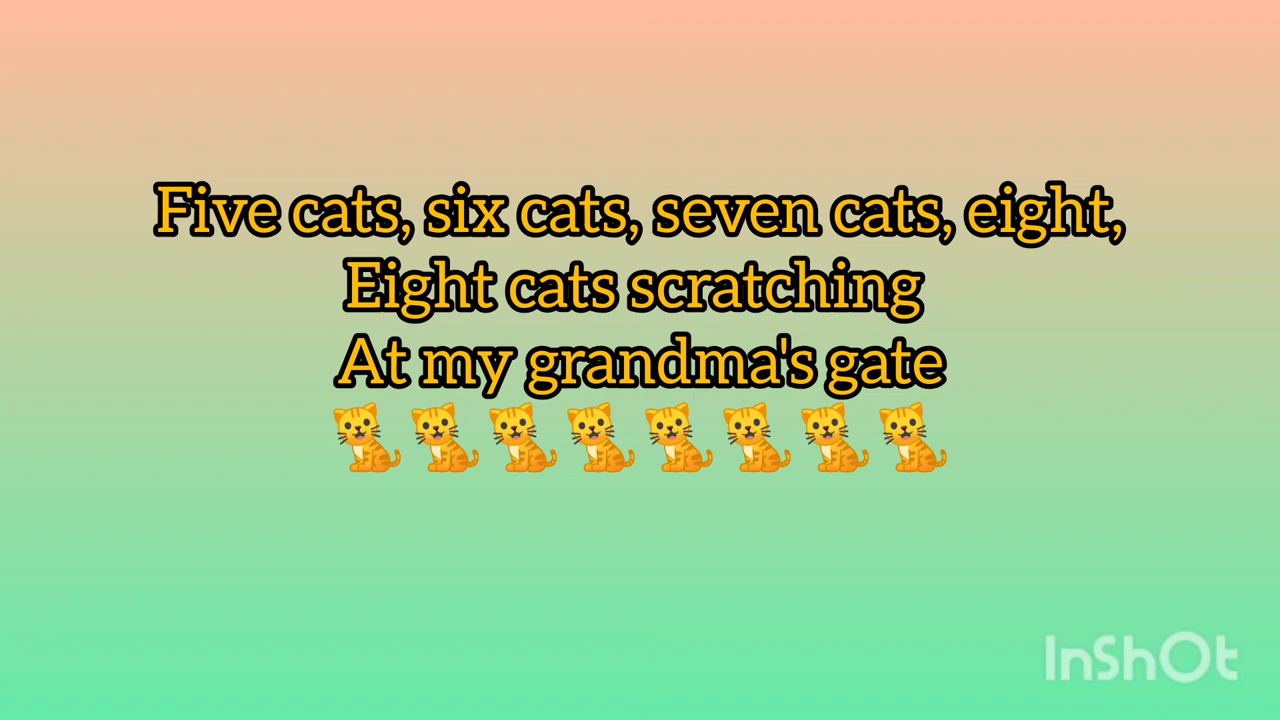 Five cats, six cats, seven cats, eight,
Eight cats scratching
At my grandma's gate
🐈🐈🐈🐈🐈🐈🐈🐈
InShOt